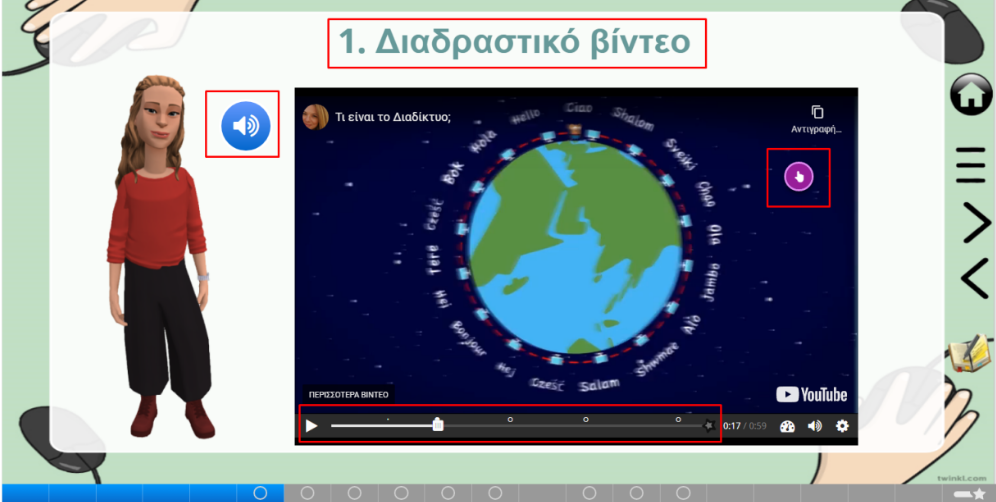 1. Διαδραστικό βίντεο
Τι είναι το Διαδίκτυο;
Αντιγραφή...
Hello
Ciao
Shalom
Sveiki
Chao
Olá
Jambo
Aló
Shwmae
Salam
Cześć
Hej
Bonjour
Hej
Tere
Cześć
Bok
Hola
ΠΕΡΙΣΣΟΤΕΡΑ ΒΙΝΤΕΟ
YouTube
0:17 / 0:59
twinkl.com